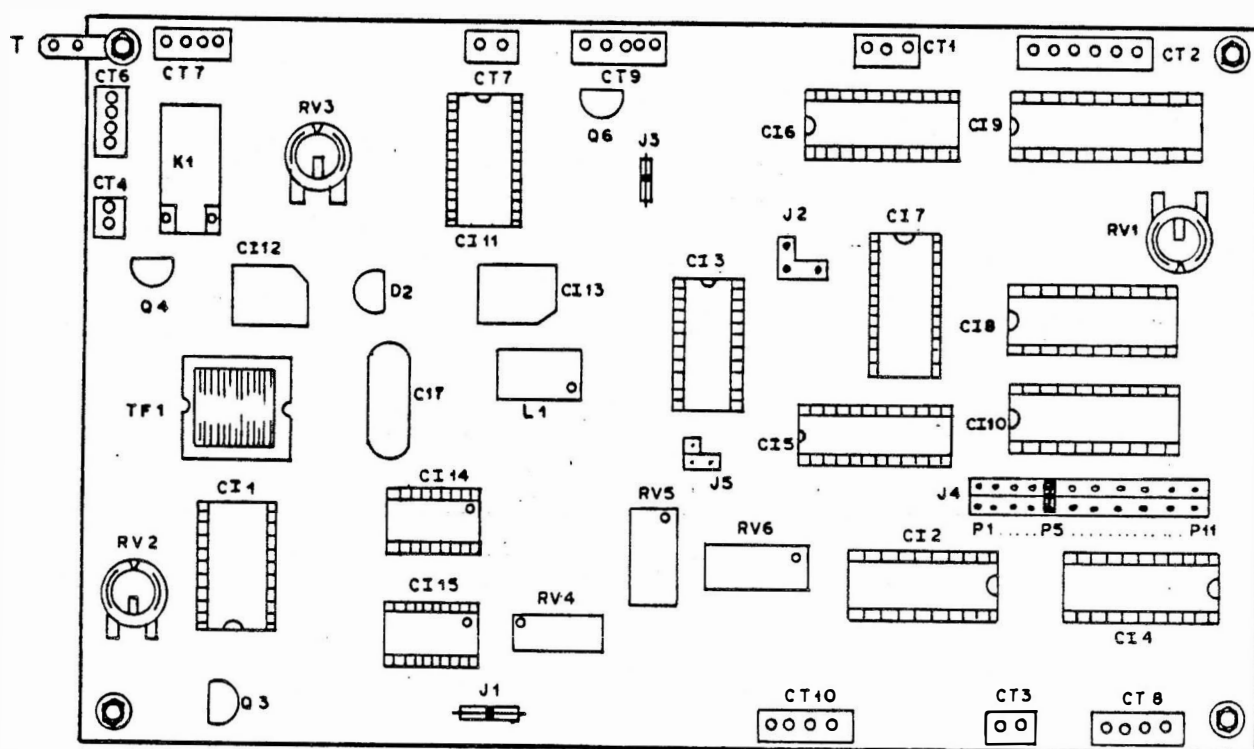 T
CT7
CT7
CT9
CT1
CT2
CT6
RV3
Q6
J3
CI6
CI9
K1
CT4
CI11
J2
CI7
RV1
CI12
CI3
Q4
D2
CI13
CI8
TF1
C17
L1
CI5
CI10
J5
CI14
CI1
RV5
J4
P1.....P5..............P11
RV2
RV6
CI2
CI15
RV4
CI4
Q3
J1
CT10
CT3
CT8